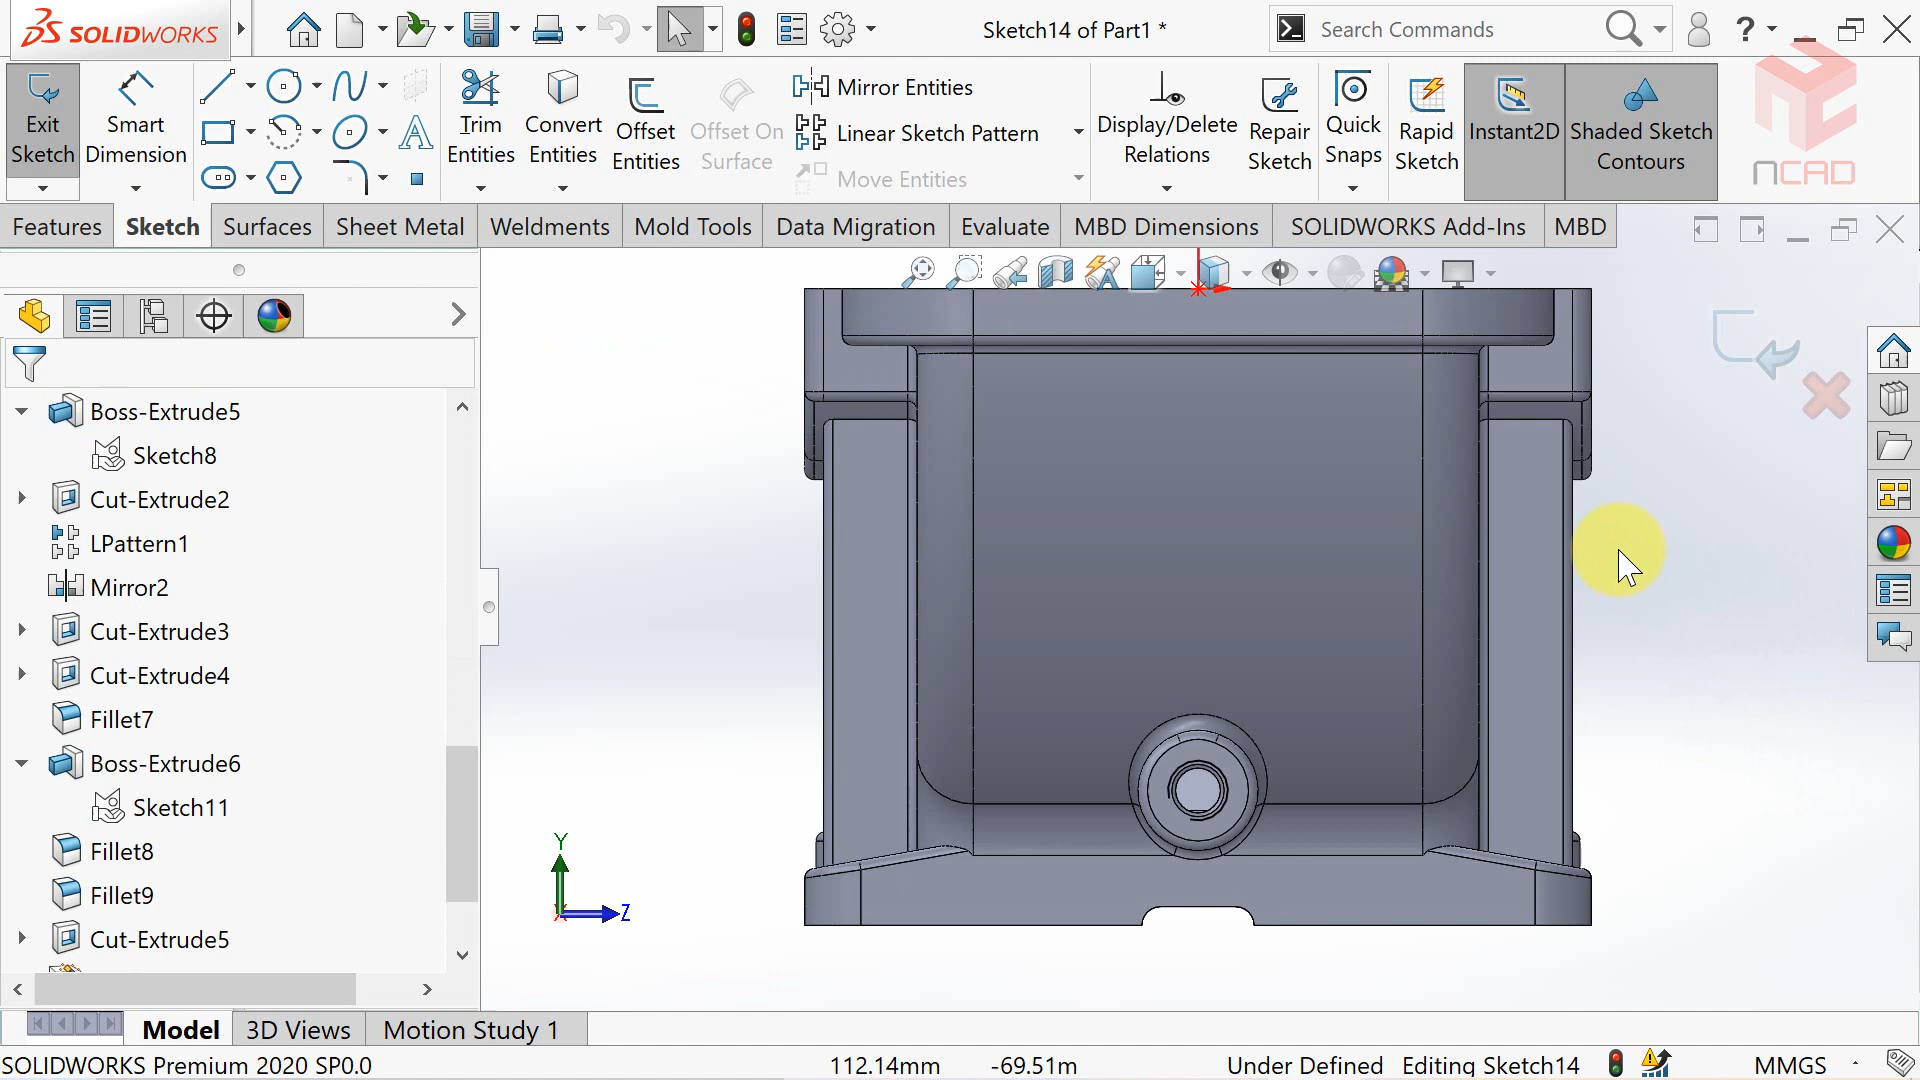 SOLIDWORKS
Sketch14 of Part1 *
Search Commands
?
Exit Sketch
Smart Dimension
Trim Entities
Convert Entities
Offset Entities
Offset On Surface
Mirror Entities
Linear Sketch Pattern
Move Entities
Display/Delete Relations
Repair Sketch
Quick Snaps
Rapid Sketch
Instant2D
Shaded Sketch Contours
NCAD
Features
Sketch
Surfaces
Sheet Metal
Weldments
Mold Tools
Data Migration
Evaluate
MBD Dimensions
SOLIDWORKS Add-Ins
MBD
Boss-Extrude5
Sketch8
Cut-Extrude2
LPattern1
Mirror2
Cut-Extrude3
Cut-Extrude4
Fillet7
Boss-Extrude6
Sketch11
Fillet8
Fillet9
Cut-Extrude5
Y
X
Z
Model
3D Views
Motion Study 1
SOLIDWORKS Premium 2020 SP0.0
112.14mm
-69.51m
Under Defined
Editing Sketch14
MMGS